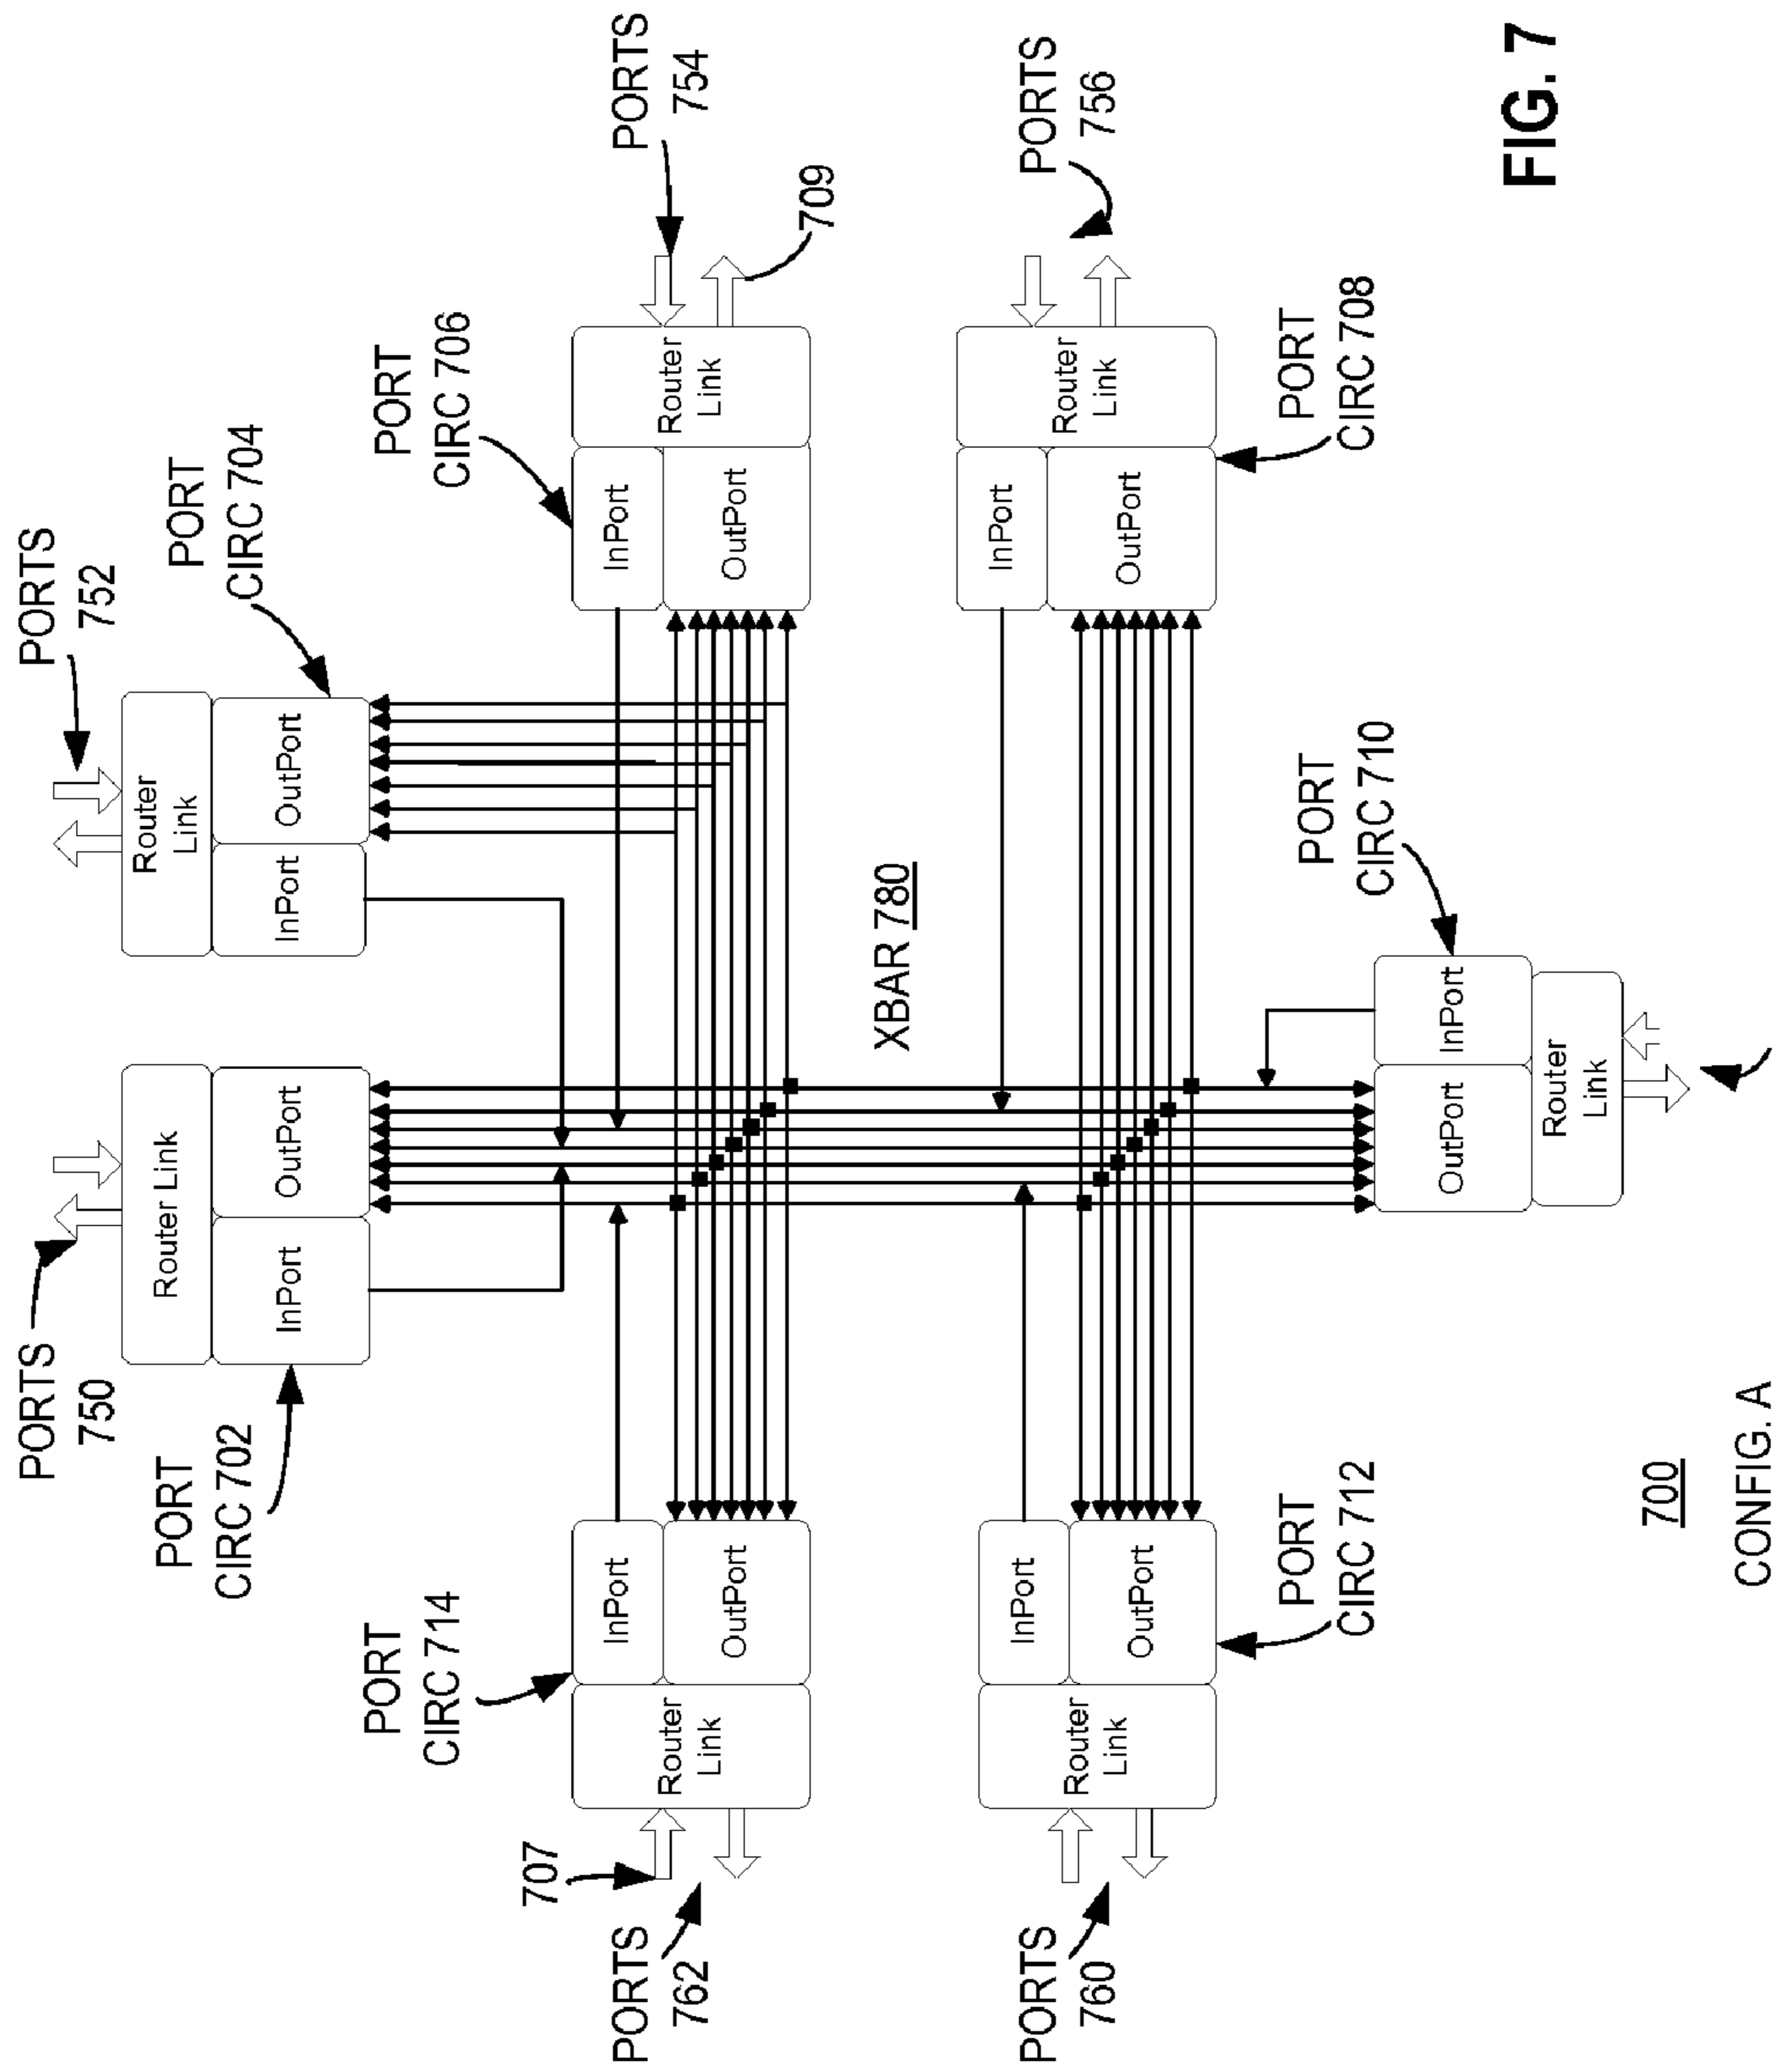 PORTS
750
PORT
CIRC 702
Router Link
InPort
OutPort
PORTS
752
PORT
CIRC 704
Router
Link
InPort
OutPort
PORT
CIRC 714
InPort
OutPort
Router
Link
707
PORTS
762
PORT
CIRC 706
InPort
OutPort
Router
Link
PORTS
754
709
XBAR 780
InPort
OutPort
Router
Link
PORTS
760
PORT
CIRC 712
InPort
OutPort
Router
Link
PORTS
756
PORT
CIRC 708
PORT
CIRC 710
OutPort
InPort
Router
Link
700
CONFIG. A
FIG. 7